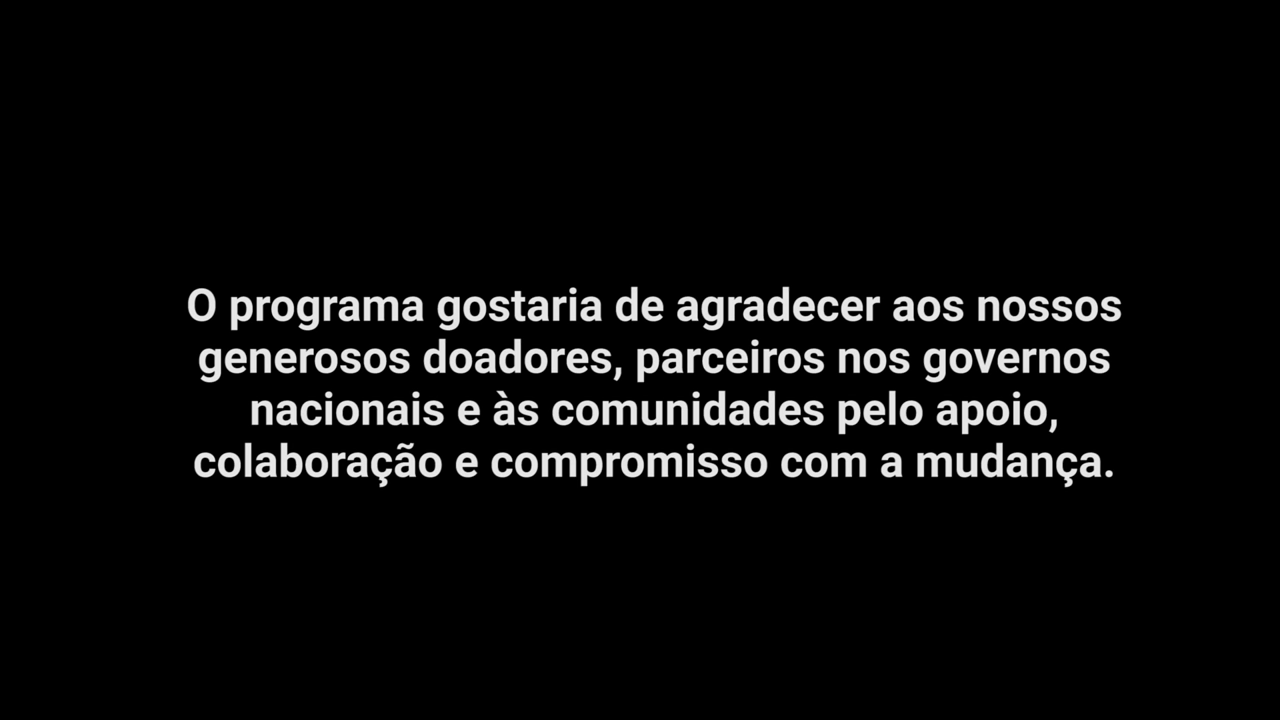 O programa gostaria de agradecer aos nossos
generosos doadores, parceiros nos governos
nacionais e às comunidades pelo apoio,
colaboração e compromisso com a mudança.